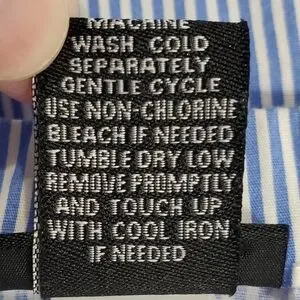 MACHINE
WASH COLD
SEPARATELY
GENTLE CYCLE
USE NON-CHLORINE
BLEACH IF NEEDED
TUMBLE DRY LOW
REMOVE PROMPTLY
AND TOUCH UP
WITH COOL IRON
IF NEEDED